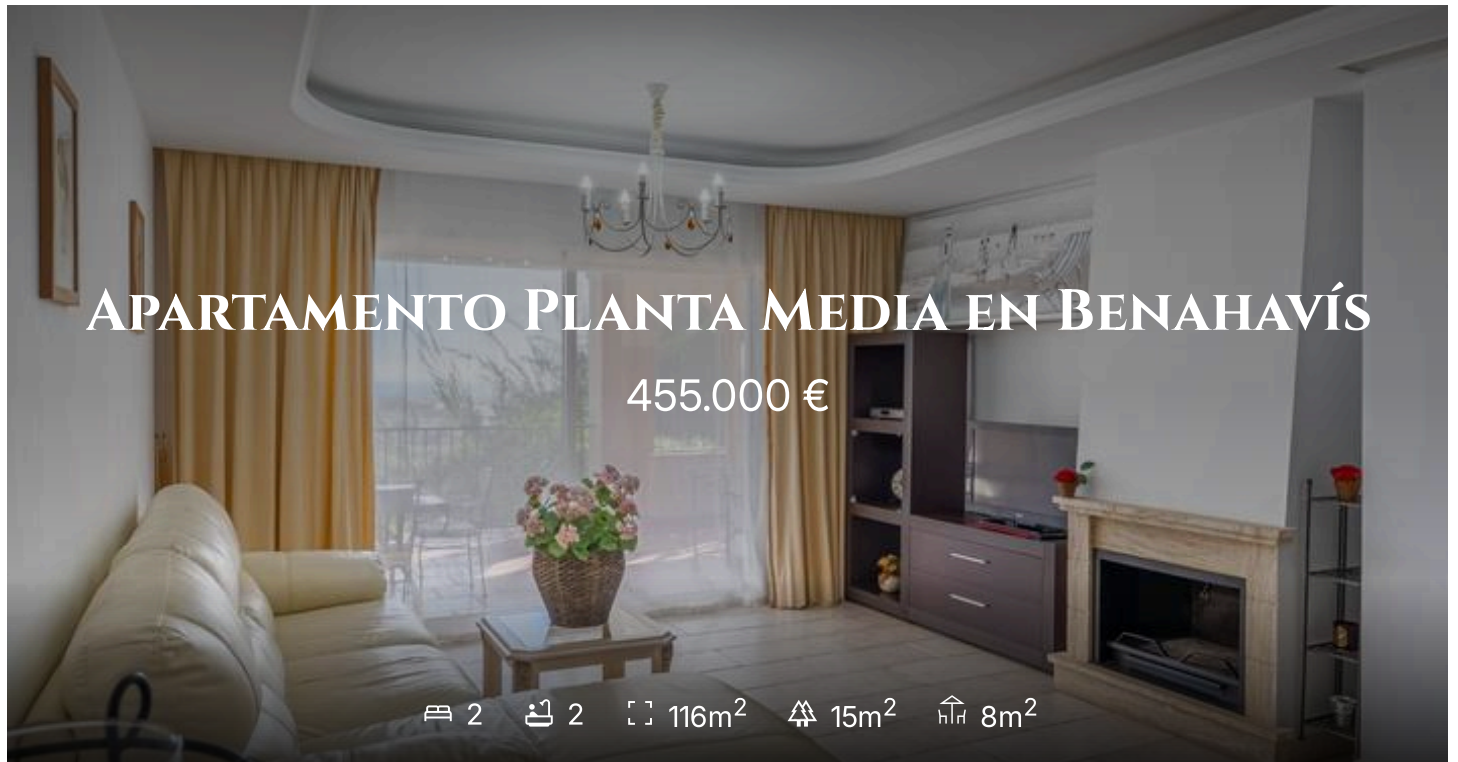 Apartamento Planta Media en Benahavís
455.000 €
2 2 116m² 15m² 8m²